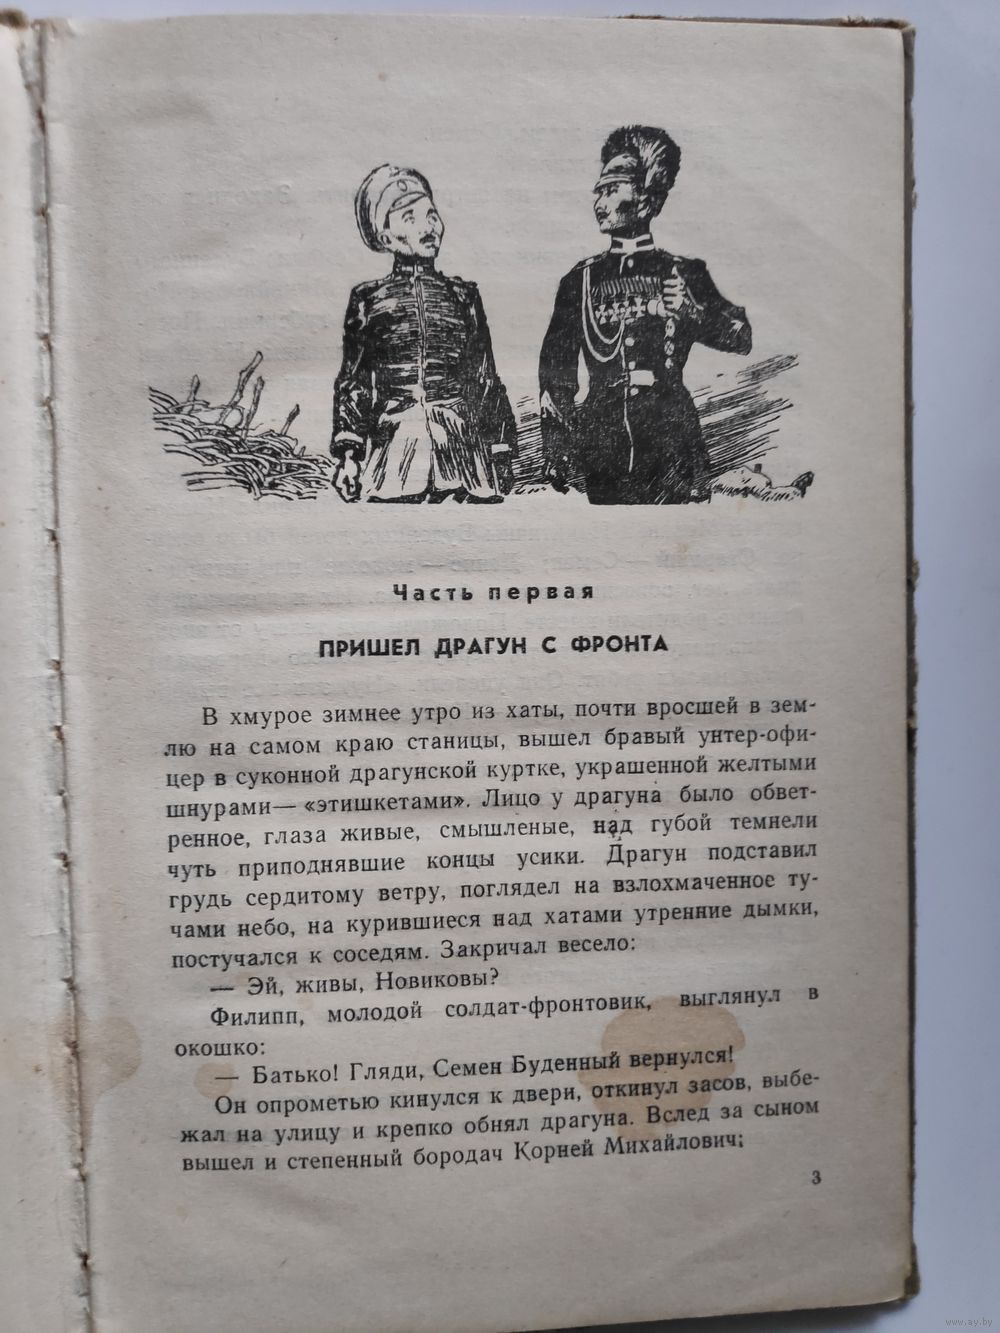 Часть первая
ПРИШЕЛ ДРАГУН С ФРОНТА
В хмурое зимнее утро из хаты, почти вросшей в зем-
лю на самом краю станицы, вышел бравый унтер-офи-
цер в суконной драгунской куртке, украшенной желтыми
шнурами— «этишкетами». Лицо у драгуна было обвет-
ренное, глаза живые, смышленые, над губой темнели
чуть приподнявшие концы усики. Драгун подставил
грудь сердитому ветру, поглядел на взлохмаченное ту-
чами небо, на курившиеся над хатами утренние дымки,
постучался к соседям. Закричал весело:
— Эй, живы, Новиковы?
Филипп, молодой солдат-фронтовик, выглянул в
окошко:
— Батько! Гляди, Семен Буденный вернулся!
Он опрометью кинулся к двери, откинул засов, выбе-
жал на улицу и крепко обнял драгуна. Вслед за сыном
вышел и степенный бородач Корней Михайлович;
3
www.ay.by